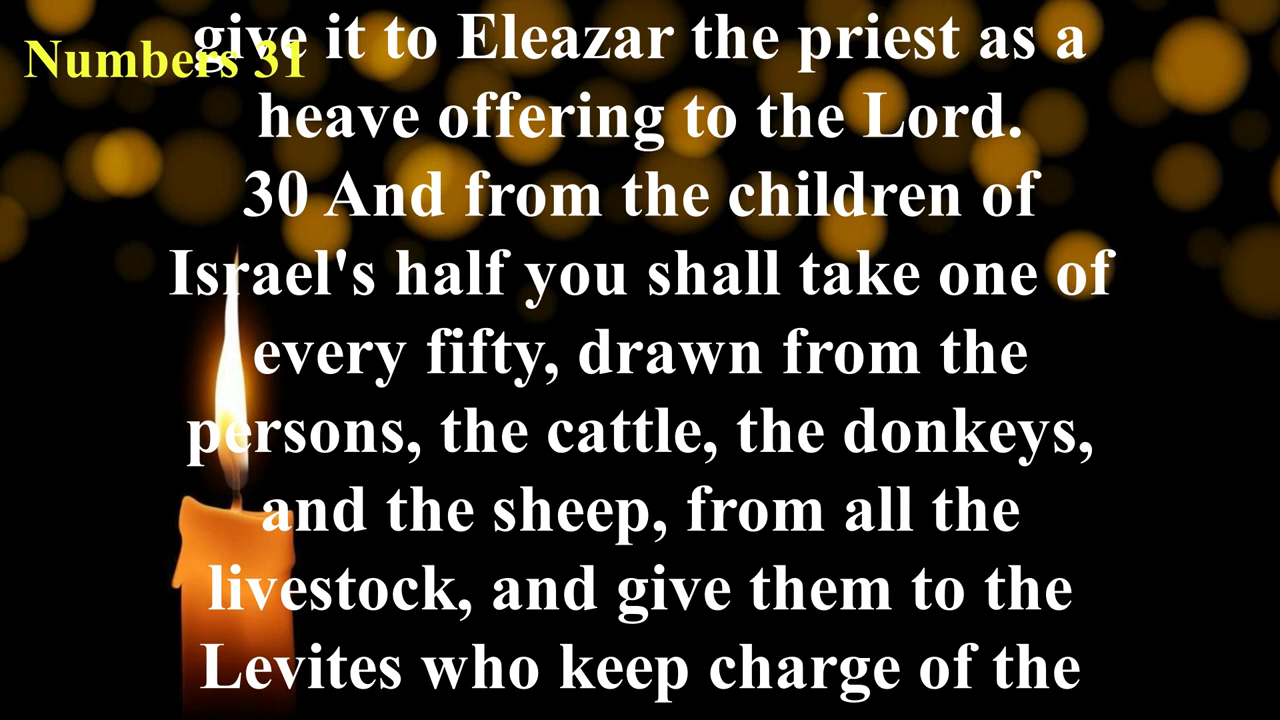 Numbers 31
give it to Eleazar the priest as a
heave offering to the Lord.
30 And from the children of
Israel's half you shall take one of
every fifty, drawn from the
persons, the cattle, the donkeys,
and the sheep, from all the
livestock, and give them to the
Levites who keep charge of the